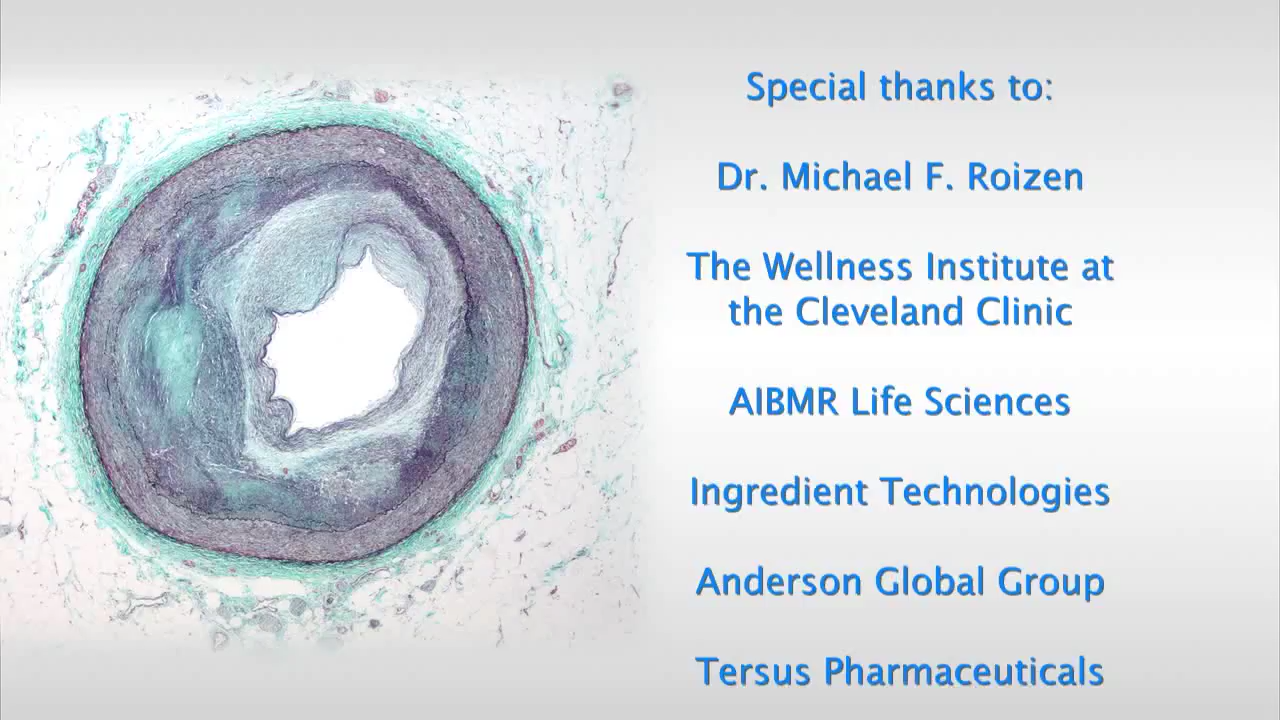 Special thanks to:
Dr. Michael F. Roizen
The Wellness Institute at
the Cleveland Clinic
AIBMR Life Sciences
Ingredient Technologies
Anderson Global Group
Tersus Pharmaceuticals